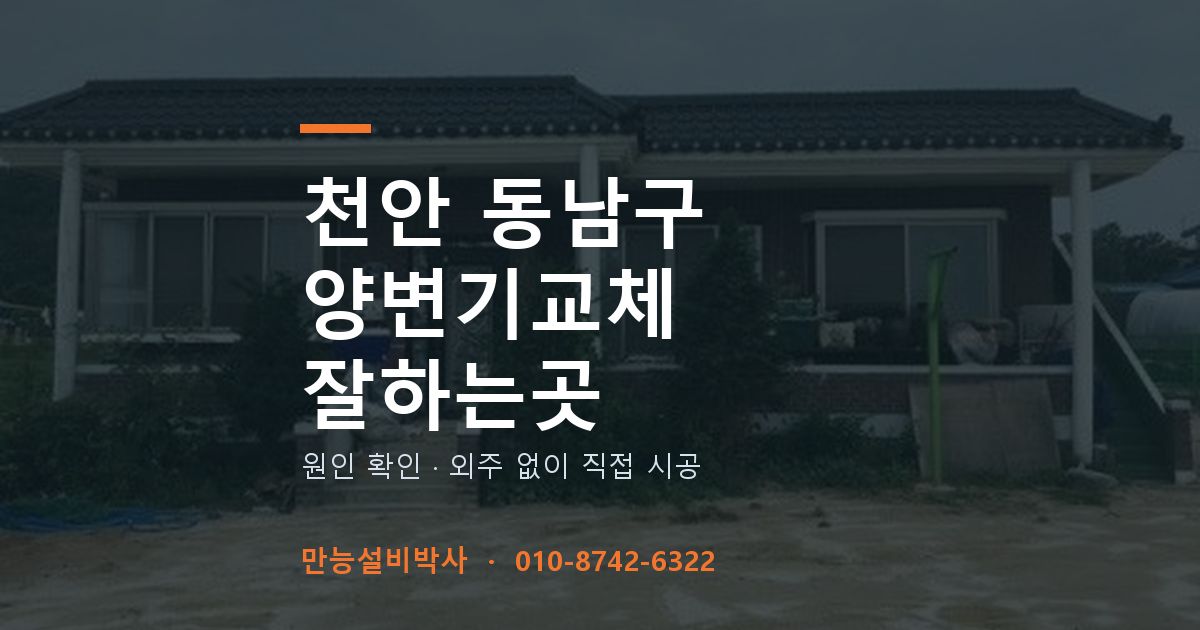 천안 동남구
양변기교체
잘하는곳
원인 확인 · 외주 없이 직접 시공
만능설비박사 · 010-8742-6322